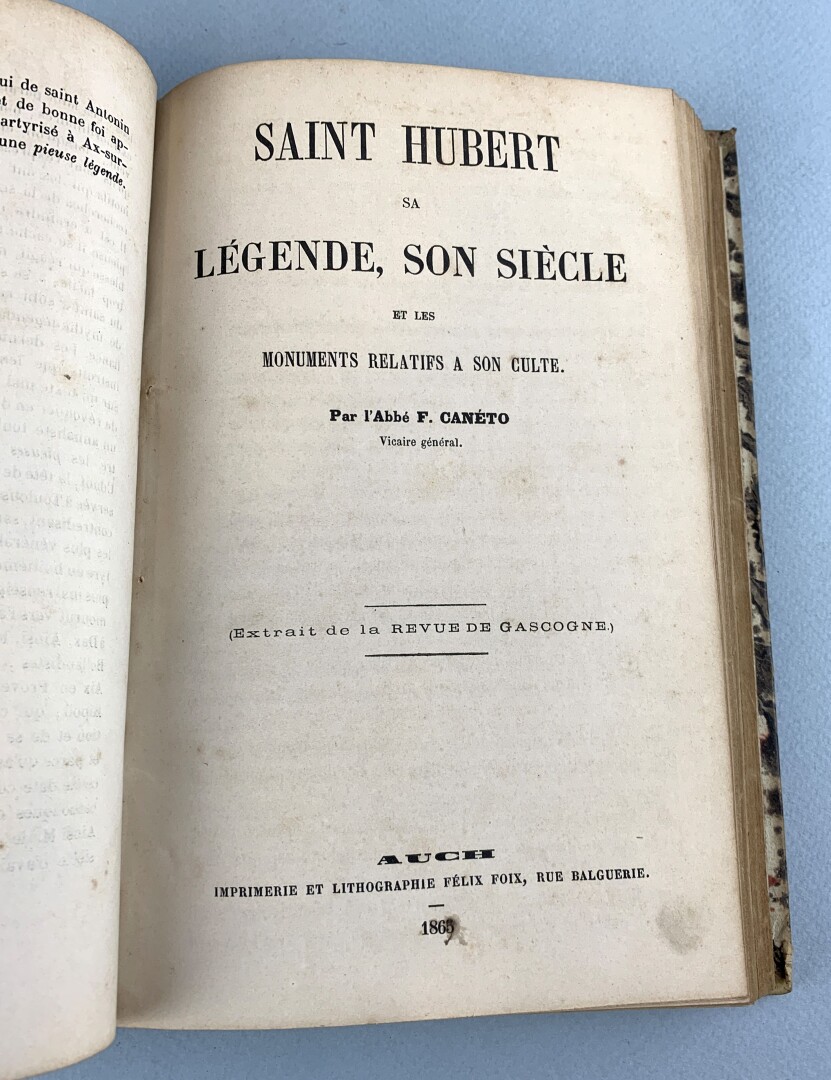 ui de saint Antonin
t de bonne foi ap-
artyrisé à Ax-sur-
une pieuse légende.
SAINT HUBERT
SA
LÉGENDE, SON SIÈCLE
ET LES
MONUMENTS RELATIFS A SON CULTE.
Par l'Abbé F. CANÉTO
Vicaire général.
(Extrait de la REVUE DE GASCOGNE.)
AUCH
IMPRIMERIE ET LITHOGRAPHIE FÉLIX FOIX, RUE BALGUERIE.
1865